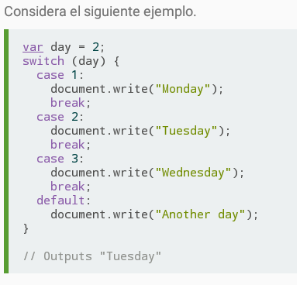 Considera el siguiente ejemplo.
var day = 2;
switch (day) {
  case 1:
    document.write("Monday");
    break;
  case 2:
    document.write("Tuesday");
    break;
  case 3:
    document.write("Wednesday");
    break;
  default:
    document.write("Another day");
}
// Outputs "Tuesday"